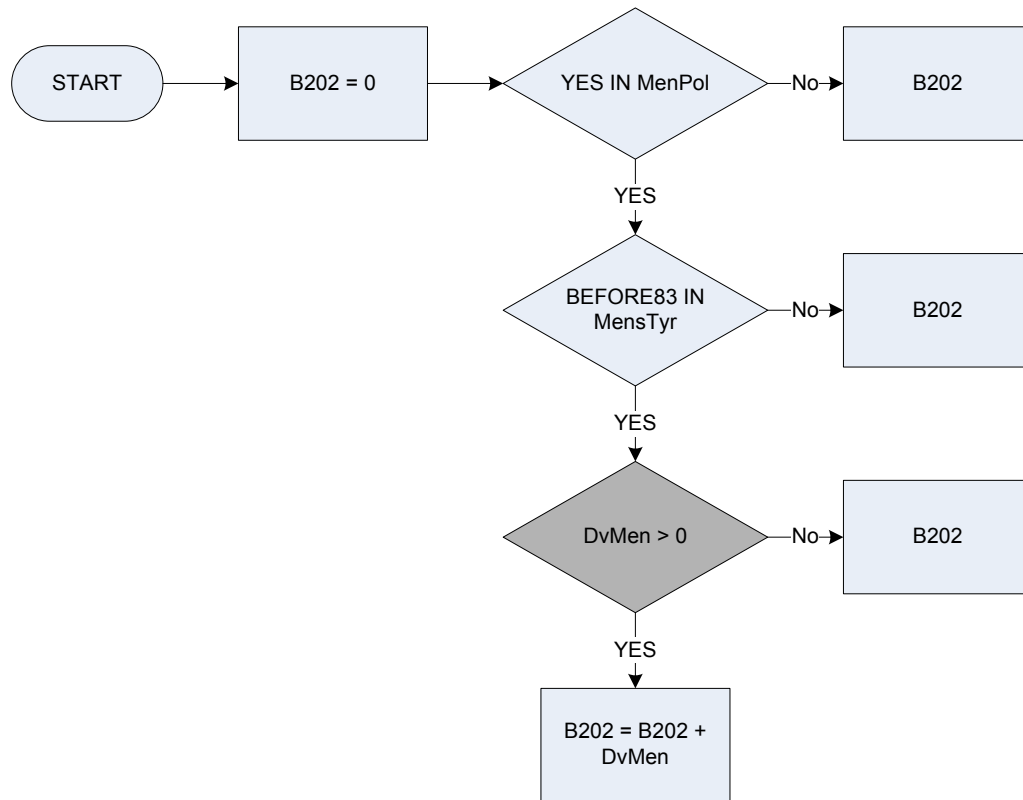 START
B202 = 0
YES IN MenPol
No
B202
YES
BEFORE83 IN
MensTyr
No
B202
YES
DvMen > 0
No
B202
YES
B202 = B202 +
DvMen